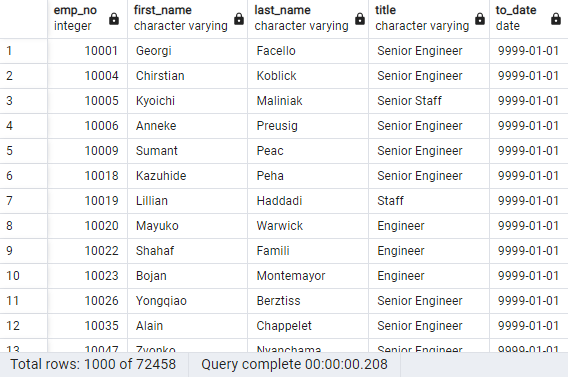 emp_no first_name last_name title to_date
integer character varying character varying character varying date
1 10001 Georgi Facello Senior Engineer 9999-01-01
2 10004 Chirstian Koblick Senior Engineer 9999-01-01
3 10005 Kyoichi Maliniak Senior Staff 9999-01-01
4 10006 Anneke Preusig Senior Engineer 9999-01-01
5 10009 Sumant Peac Senior Engineer 9999-01-01
6 10018 Kazuhide Peha Senior Engineer 9999-01-01
7 10019 Lillian Haddadi Staff 9999-01-01
8 10020 Mayuko Warwick Engineer 9999-01-01
9 10022 Shahaf Famili Engineer 9999-01-01
10 10023 Bojan Montemayor Engineer 9999-01-01
11 10026 Yongqiao Berztiss Senior Engineer 9999-01-01
12 10035 Alain Chappelet Senior Engineer 9999-01-01
13 10047 Zvonko Nyanchama Senior Engineer 9999-01-01
Total rows: 1000 of 72458 Query complete 00:00:00.208